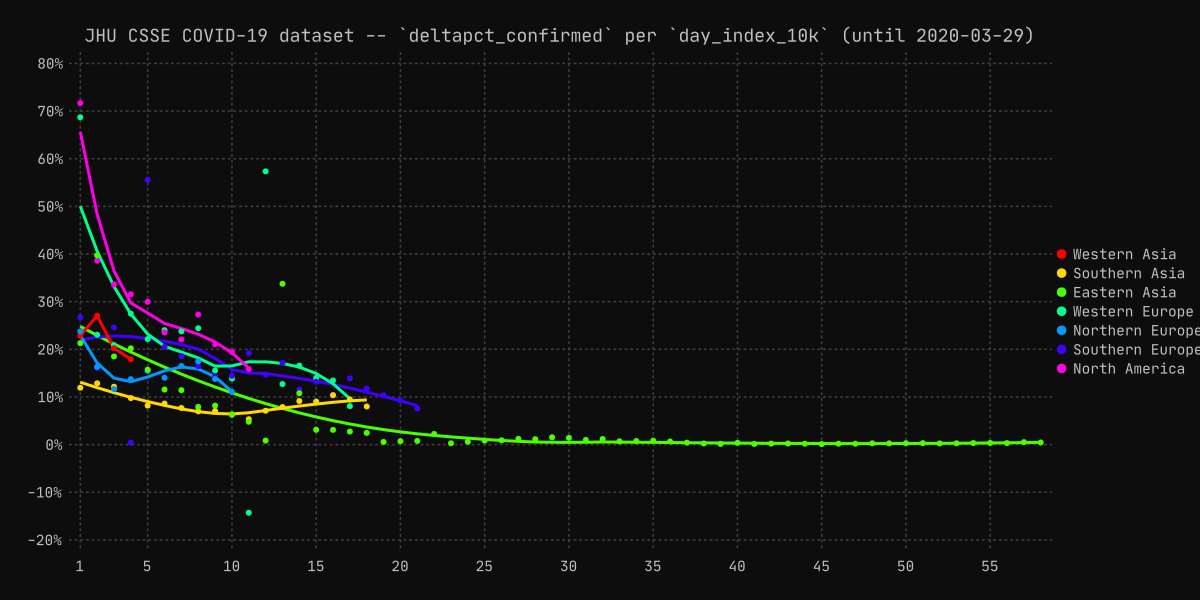 JHU CSSE COVID-19 dataset -- `deltapct_confirmed` per `day_index_10k` (until 2020-03-29)
80%
70%
60%
50%
40%
30%
20%
10%
0%
-10%
-20%
1 5 10 15 20 25 30 35 40 45 50 55
Western Asia
Southern Asia
Eastern Asia
Western Europe
Northern Europe
Southern Europe
North America